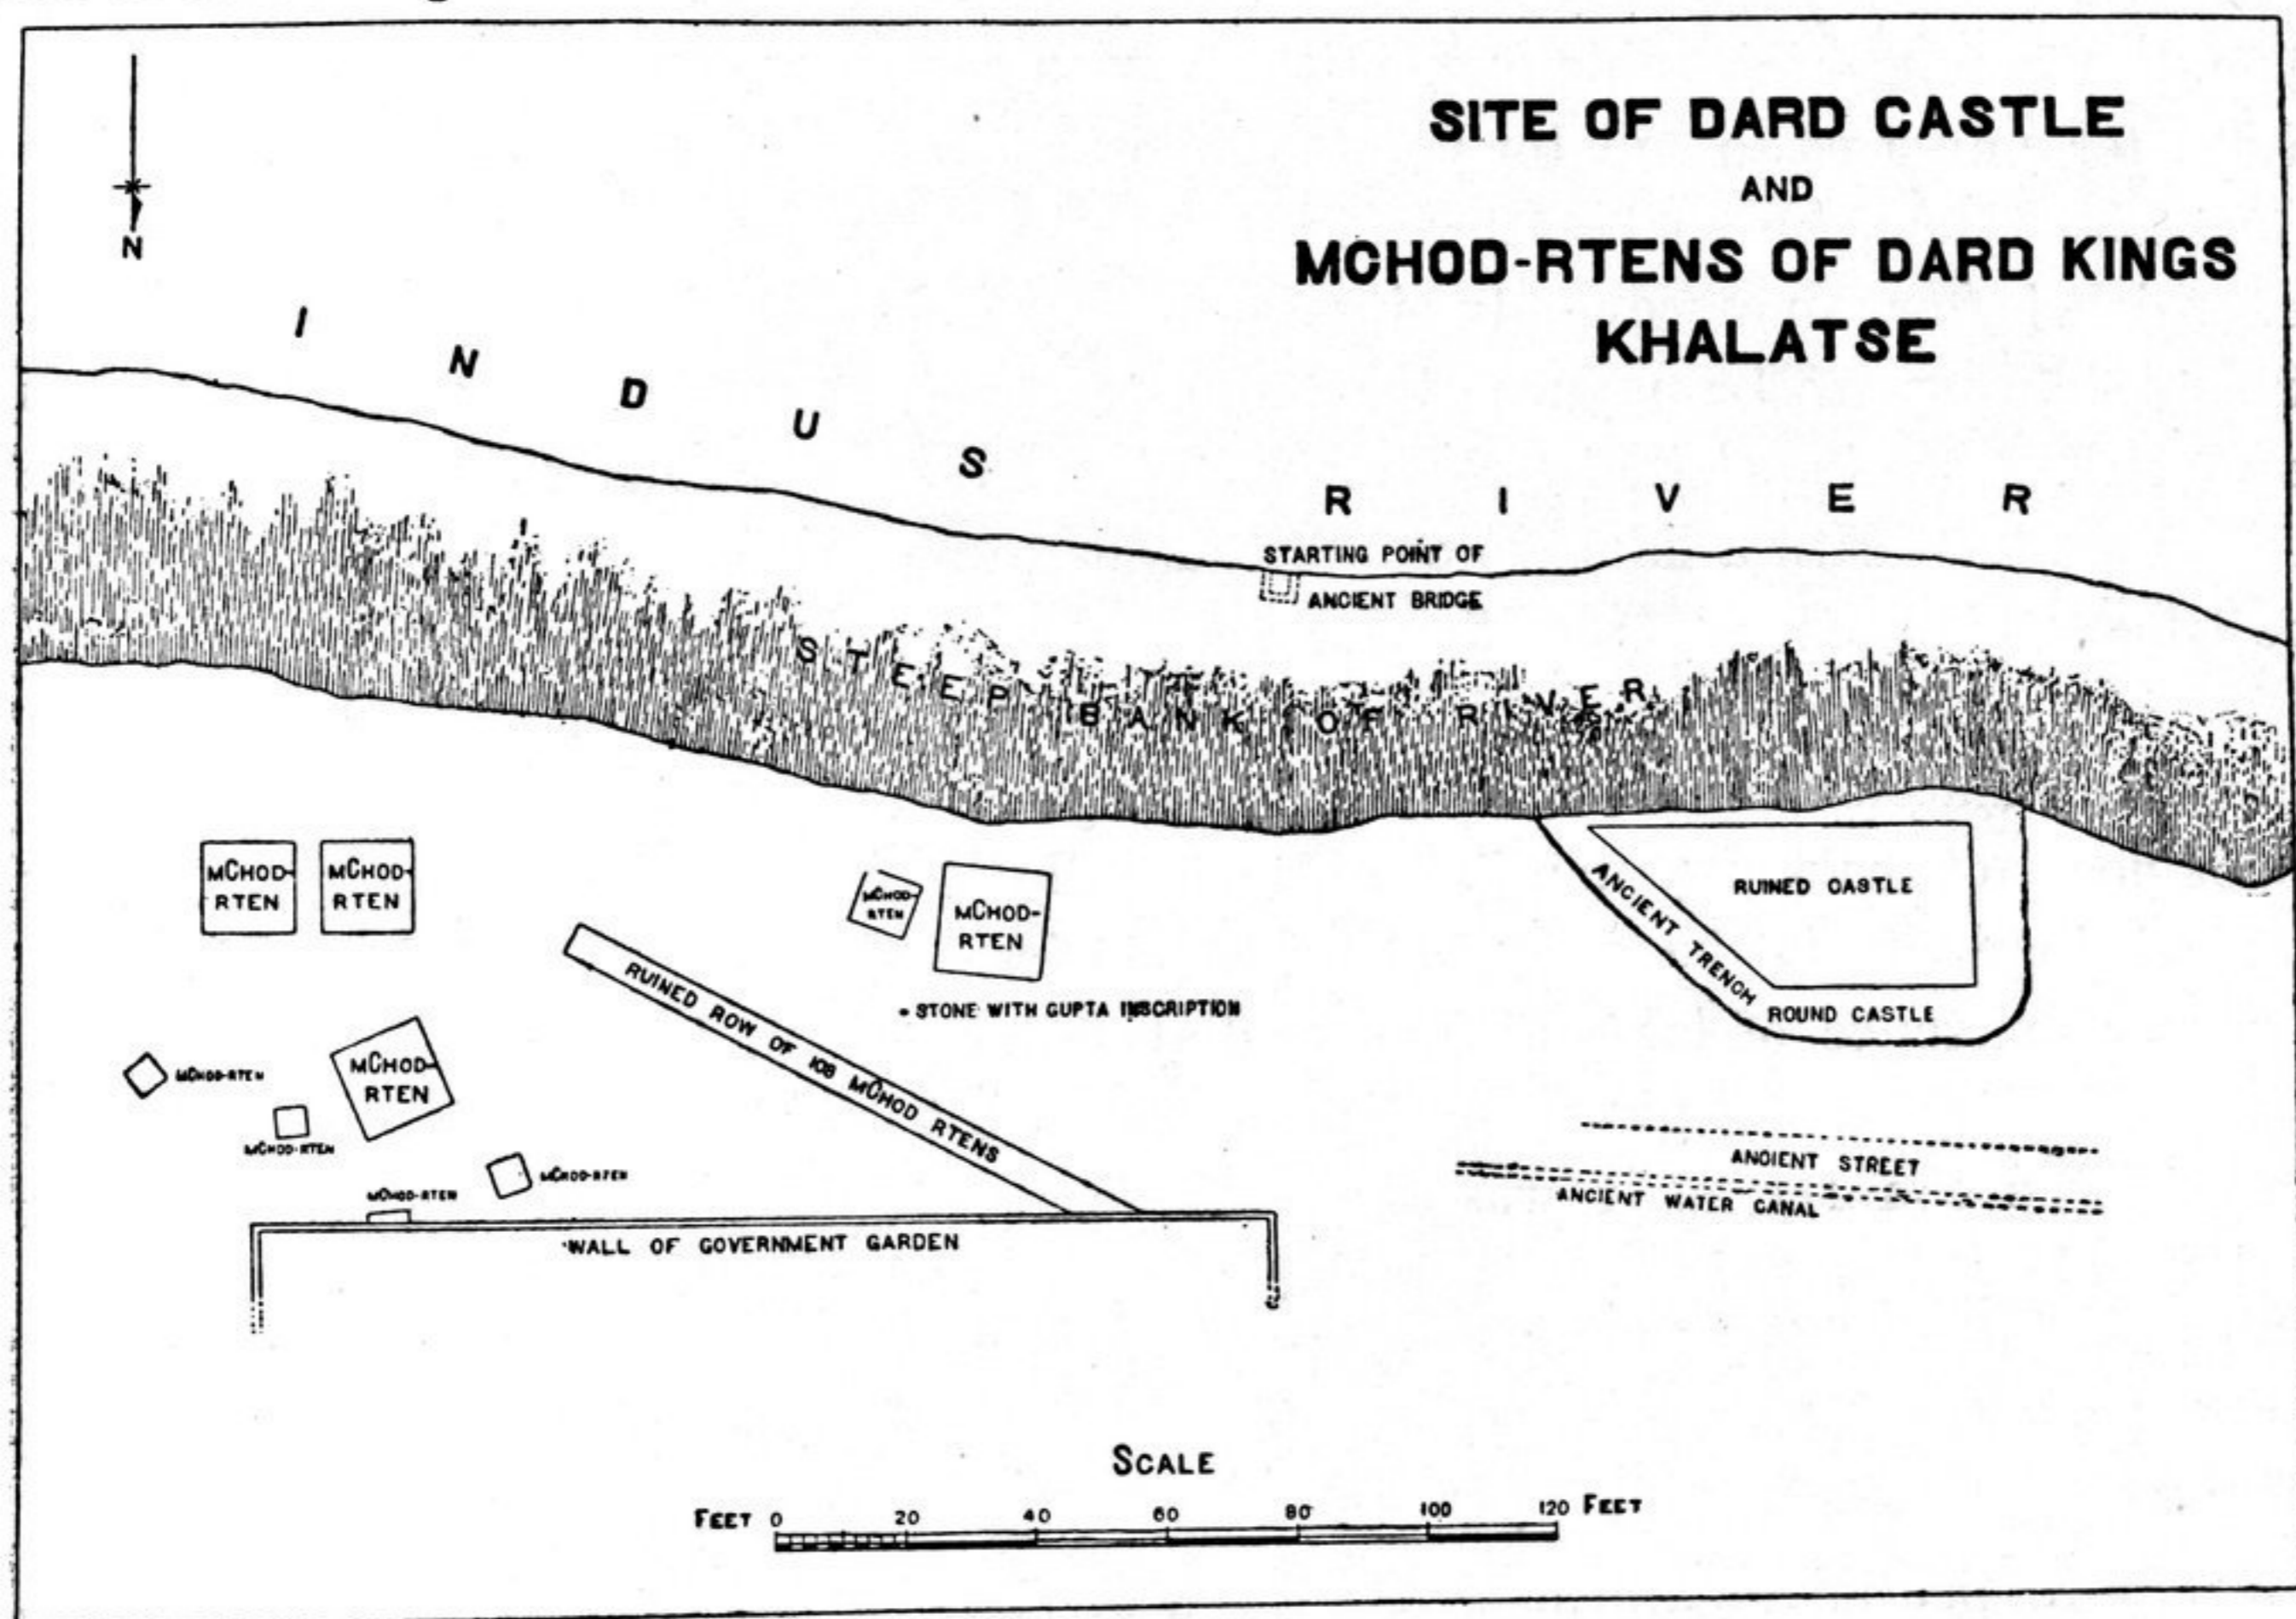 SITE OF DARD CASTLE
AND
MCHOD-RTENS OF DARD KINGS
KHALATSE
N
INDUS RIVER
STARTING POINT OF
ANCIENT BRIDGE
STEEP BANK OF RIVER
MCHOD-
RTEN
MCHOD-
RTEN
MCHOD-
RTEN
MCHOD-
RTEN
RUINED CASTLE
ANCIENT TRENCH
ROUND CASTLE
• STONE WITH GUPTA INSCRIPTION
RUINED ROW OF 108 MCHOD RTENS
MCHOD-RTEN
MCHOD-
RTEN
MCHOD-RTEN
MCHOD-RTEN
MCHOD-RTEN
ANCIENT STREET
ANCIENT WATER CANAL
WALL OF GOVERNMENT GARDEN
SCALE
FEET 0 20 40 60 80 100 120 FEET